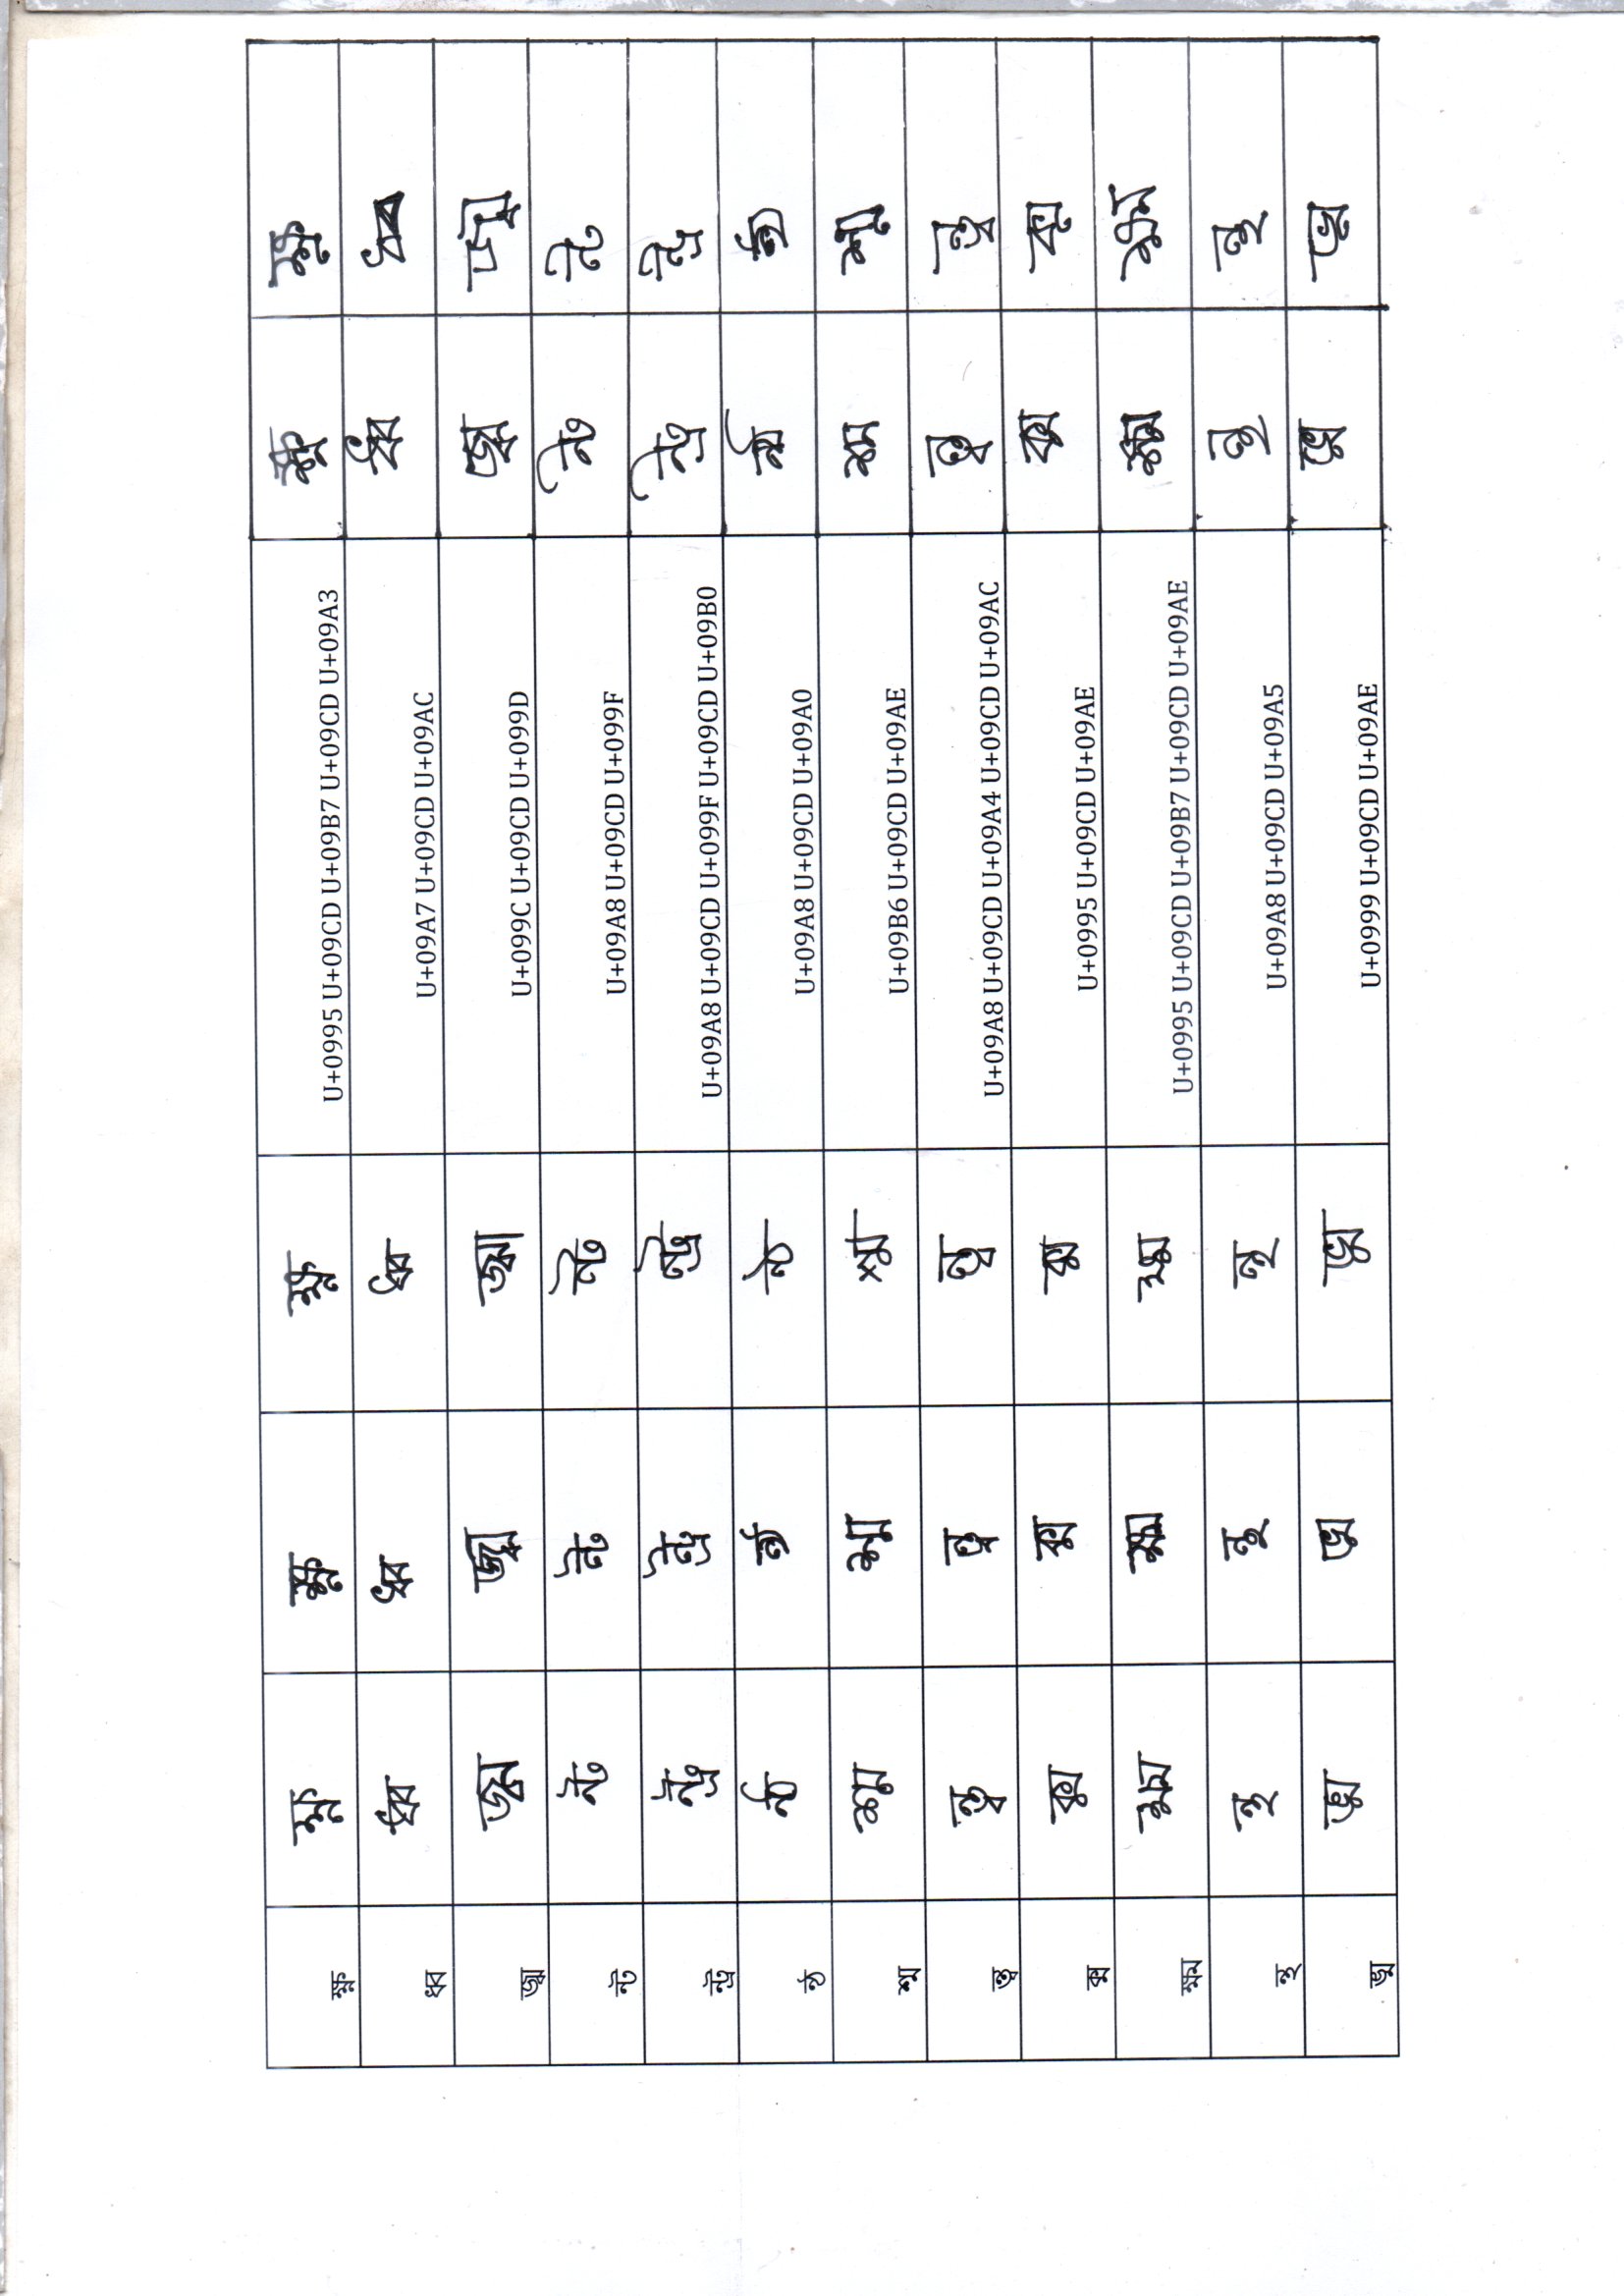 ক্ষ্ণ ক্ষ্ণ ক্ষ্ণ ক্ষ্ণ U+0995 U+09CD U+09B7 U+09CD U+09A3 ক্ষ্ণ ক্ষ্ণ
ধ্ব ধ্ব ধ্ব ধ্ব U+09A7 U+09CD U+09AC ধ্ব ধ্ব
জ্ঝ জ্ঝ জ্ঝ জ্ঝ U+099C U+09CD U+099D জ্ঝ জ্ঝ
ন্ট ন্ট ন্ট ন্ট U+09A8 U+09CD U+099F ন্ট ন্ট
ন্ট্র ন্ট্র ন্ট্র ন্ট্র U+09A8 U+09CD U+099F U+09CD U+09B0 ন্ট্র ন্ট্র
ন্ঠ ন্ঠ ন্ঠ ন্ঠ U+09A8 U+09CD U+09A0 ন্ঠ ন্ঠ
শ্ম শ্ম শ্ম শ্ম U+09B6 U+09CD U+09AE শ্ম শ্ম
ন্ত্ব ন্ত্ব ন্ত্ব ন্ত্ব U+09A8 U+09CD U+09A4 U+09CD U+09AC ন্ত্ব ন্ত্ব
ক্ম ক্ম ক্ম ক্ম U+0995 U+09CD U+09AE ক্ম ক্ম
ক্ষ্ম ক্ষ্ম ক্ষ্ম ক্ষ্ম U+0995 U+09CD U+09B7 U+09CD U+09AE ক্ষ্ম ক্ষ্ম
ন্থ ন্থ ন্থ ন্থ U+09A8 U+09CD U+09A5 ন্থ ন্থ
ঙ্ম ঙ্ম ঙ্ম ঙ্ম U+0999 U+09CD U+09AE ঙ্ম ঙ্ম